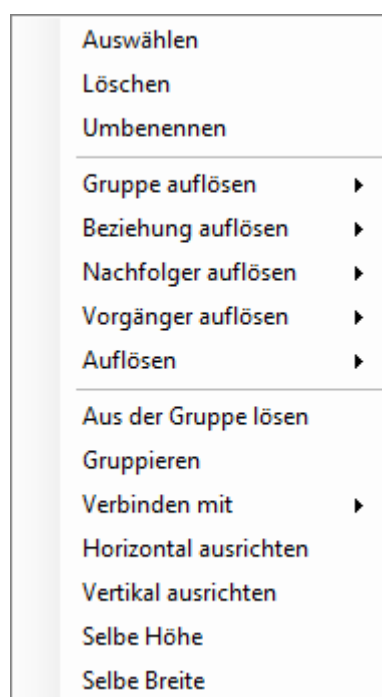 Auswählen
Löschen
Umbenennen
Gruppe auflösen
Beziehung auflösen
Nachfolger auflösen
Vorgänger auflösen
Auflösen
Aus der Gruppe lösen
Gruppieren
Verbinden mit
Horizontal ausrichten
Vertikal ausrichten
Selbe Höhe
Selbe Breite